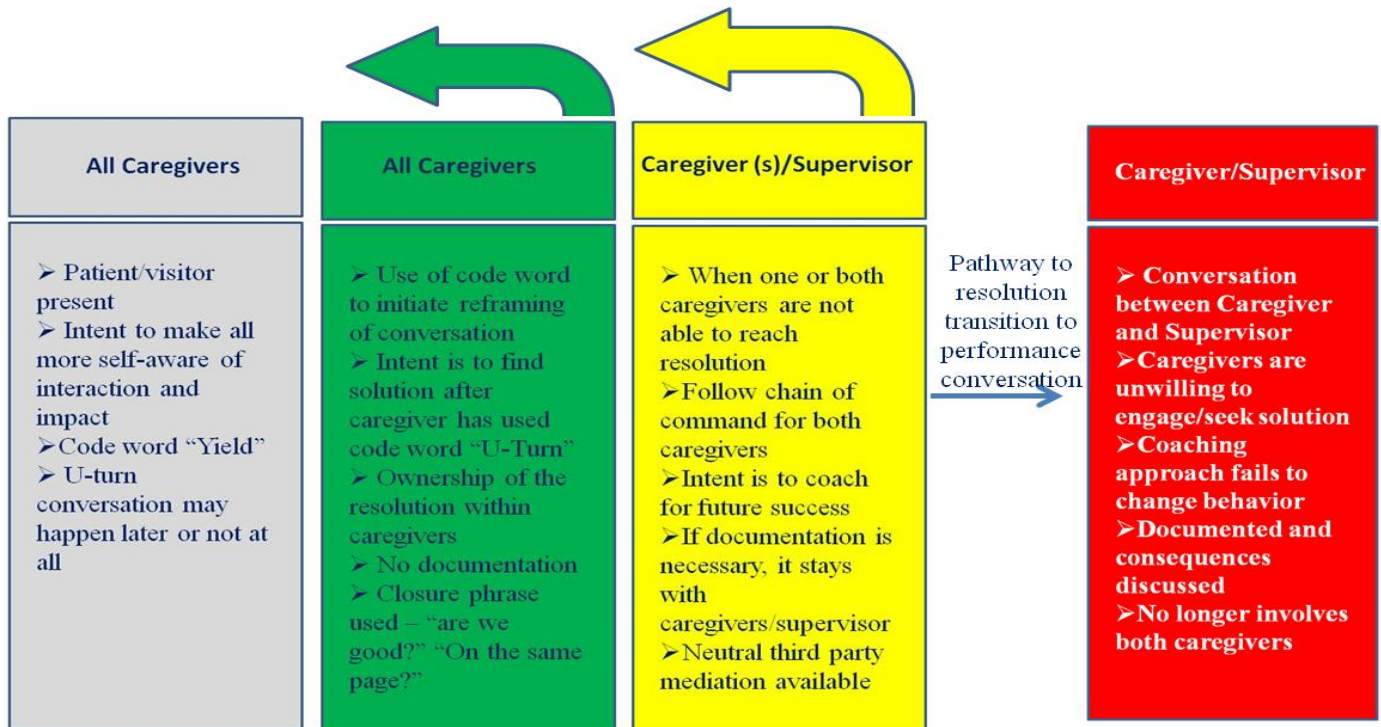 All Caregivers
➢ Patient/visitor
present
➢ Intent to make all
more self-aware of
interaction and
impact
➢Code word “Yield”
➢ U-turn
conversation may
happen later or not at
all
All Caregivers
➢ Use of code word
to initiate reframing
of conversation
➢ Intent is to find
solution after
caregiver has used
code word “U-Turn”
➢ Ownership of the
resolution within
caregivers
➢ No documentation
➢ Closure phrase
used – “are we
good?” “On the same
page?”
Caregiver (s)/Supervisor
➢ When one or both
caregivers are not
able to reach
resolution
➢ Follow chain of
command for both
caregivers
➢Intent is to coach
for future success
➢If documentation is
necessary, it stays
with
caregivers/supervisor
➢Neutral third party
mediation available
Pathway to
resolution
transition to
performance
conversation
Caregiver/Supervisor
➢ Conversation
between Caregiver
and Supervisor
➢Caregivers are
unwilling to
engage/seek solution
➢Coaching
approach fails to
change behavior
➢Documented and
consequences
discussed
➢No longer involves
both caregivers